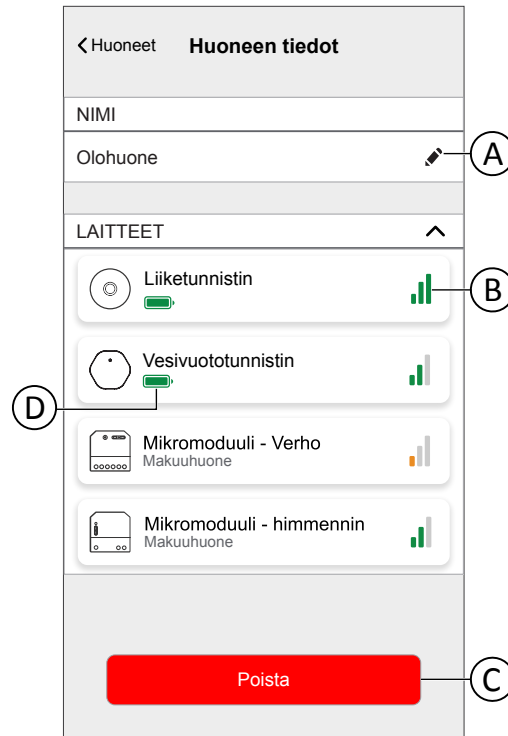 Huoneet Huoneen tiedot
NIMI
Olohuone
A
LAITTEET
Liiketunnistin
B
Vesivuototunnistin
D
Mikromoduuli - Verho
Makuuhuone
Mikromoduuli - himmennin
Makuuhuone
Poista
C